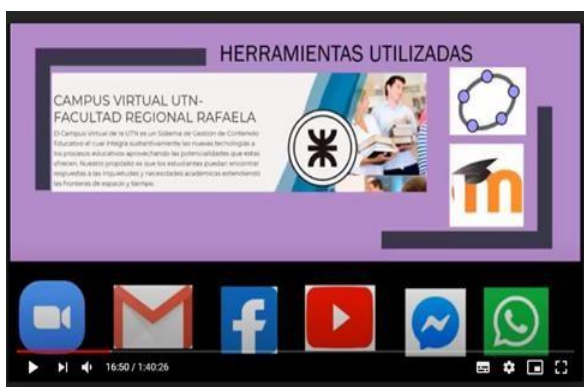 HERRAMIENTAS UTILIZADAS
CAMPUS VIRTUAL UTN-
FACULTAD REGIONAL RAFAELA
El Campus Virtual de la UTN es un Sistema de Gestión de Contenido
Educativo el cual integra sustantivamente las nuevas tecnologías a
los procesos educativos aprovechando las potencialidades que estas
ofrecen. Nuestro propósito es que los estudiantes puedan encontrar
respuestas a las inquietudes y necesidades académicas extendiendo
las fronteras de espacio y tiempo.
m
f
16:50 / 1:40:26